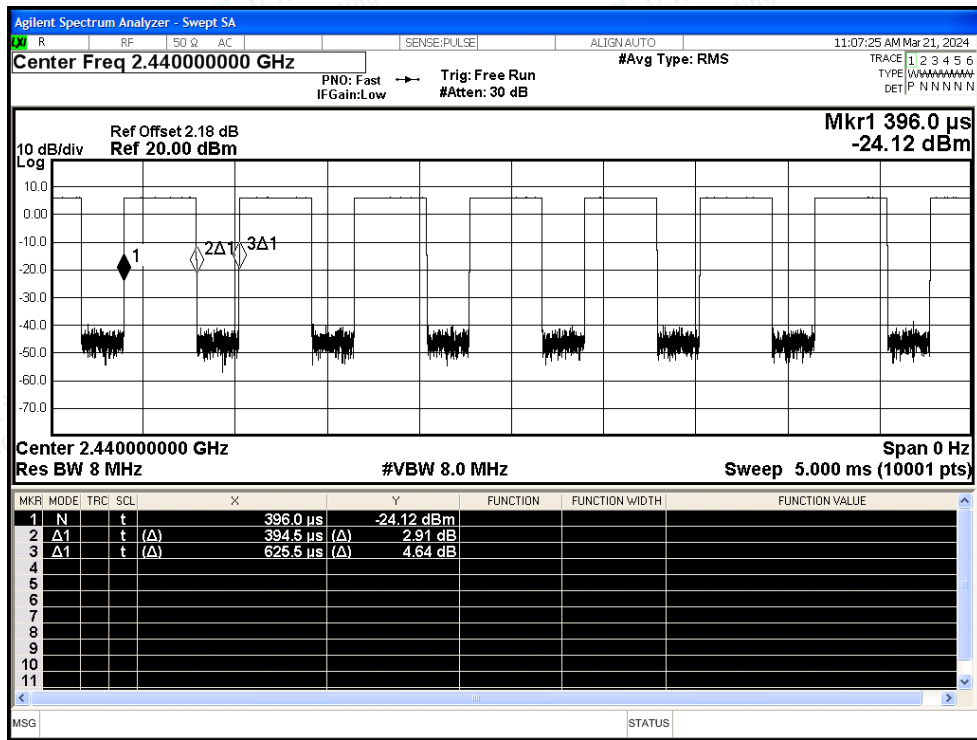 Agilent Spectrum Analyzer - Swept SA
LXI R RF 50 Ω AC SENSE:PULSE ALIGN AUTO 11:07:25 AM Mar 21, 2024
Center Freq 2.440000000 GHz #Avg Type: RMS TRACE 1 2 3 4 5 6
PNO: Fast Trig: Free Run TYPE WWWWWW
IFGain:Low #Atten: 30 dB DET P N N N N N
Mkr1 396.0 µs
Ref Offset 2.18 dB
10 dB/div Ref 20.00 dBm -24.12 dBm
Log
10.0
0.00
-10.0
1 2Δ1 3Δ1
-20.0
-30.0
-40.0
-50.0
-60.0
-70.0
Center 2.440000000 GHz Span 0 Hz
Res BW 8 MHz #VBW 8.0 MHz Sweep 5.000 ms (10001 pts)
MKR MODE TRC SCL X Y FUNCTION FUNCTION WIDTH FUNCTION VALUE
1 N t 396.0 µs -24.12 dBm
2 Δ1 t (Δ) 394.5 µs (Δ) 2.91 dB
3 Δ1 t (Δ) 625.5 µs (Δ) 4.64 dB
4
5
6
7
8
9
10
11
MSG STATUS